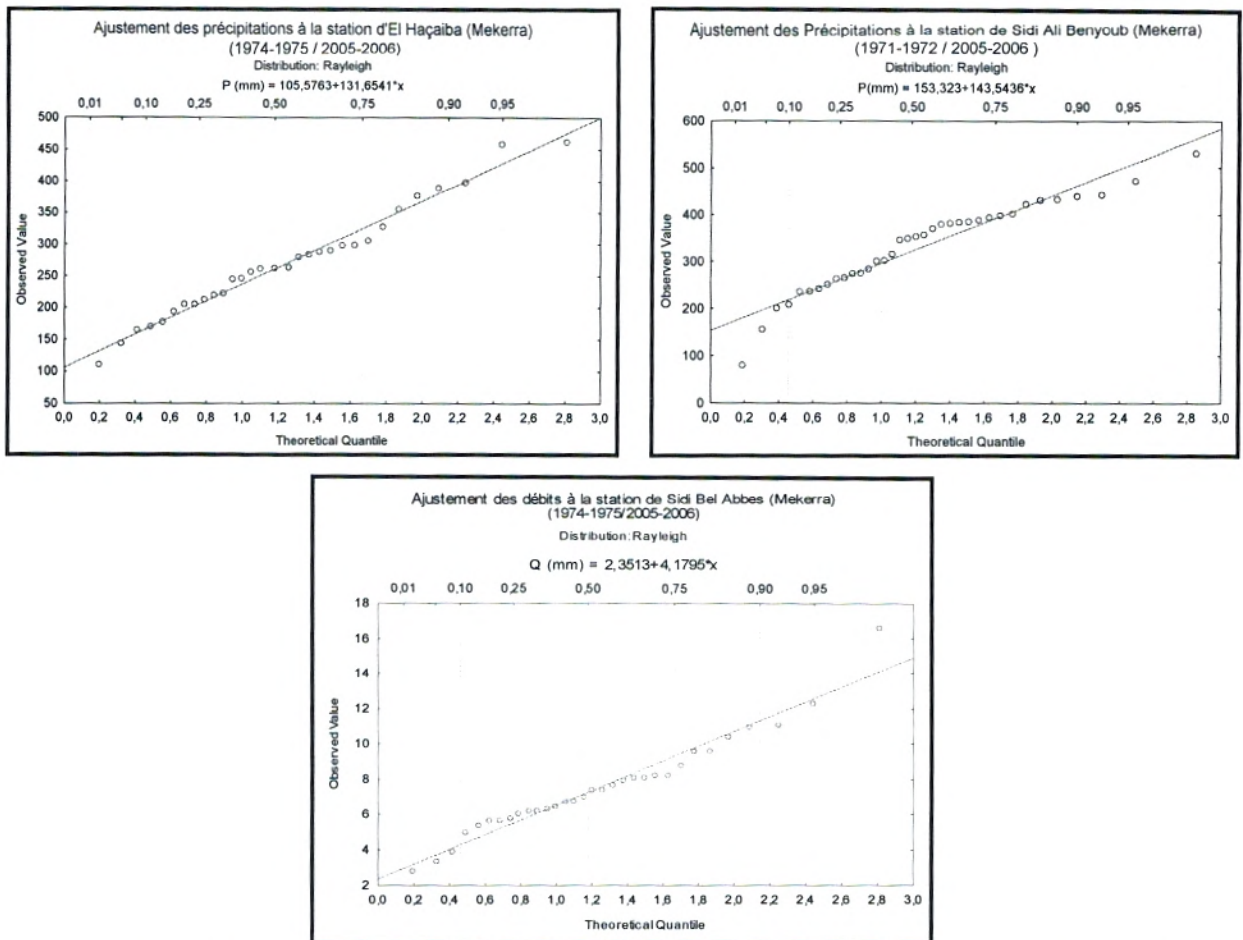 Ajustement des précipitations à la station d'El Haçaiba (Mekerra)
(1974-1975 / 2005-2006)
Distribution: Rayleigh
P (mm) = 105,5763+131,6541*x
0,01 0,10 0,25 0,50 0,75 0,90 0,95
500
450
400
350
300
250
200
150
100
50
Observed Value
0,0 0,2 0,4 0,6 0,8 1,0 1,2 1,4 1,6 1,8 2,0 2,2 2,4 2,6 2,8 3,0
Theoretical Quantile
Ajustement des Précipitations à la station de Sidi Ali Benyoub (Mekerra)
(1971-1972 / 2005-2006 )
Distribution: Rayleigh
P(mm) = 153,323+143,5436*x
0,01 0,10 0,25 0,50 0,75 0,90 0,95
600
500
400
300
200
100
0
Observed Value
0,0 0,2 0,4 0,6 0,8 1,0 1,2 1,4 1,6 1,8 2,0 2,2 2,4 2,6 2,8 3,0
Theoretical Quantile
Ajustement des débits à la station de Sidi Bel Abbes (Mekerra)
(1974-1975/2005-2006)
Distribution: Rayleigh
Q (mm) = 2,3513+4,1795*x
0,01 0,10 0,25 0,50 0,75 0,90 0,95
18
16
14
12
10
8
6
4
2
Observed Value
0,0 0,2 0,4 0,6 0,8 1,0 1,2 1,4 1,6 1,8 2,0 2,2 2,4 2,6 2,8 3,0
Theoretical Quantile